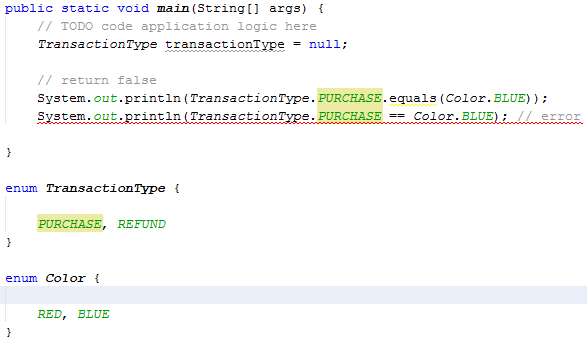 public static void main(String[] args) {
// TODO code application logic here
TransactionType transactionType = null;
// return false
System.out.println(TransactionType.PURCHASE.equals(Color.BLUE));
System.out.println(TransactionType.PURCHASE == Color.BLUE); // error
}
enum TransactionType {
PURCHASE, REFUND
}
enum Color {
RED, BLUE
}